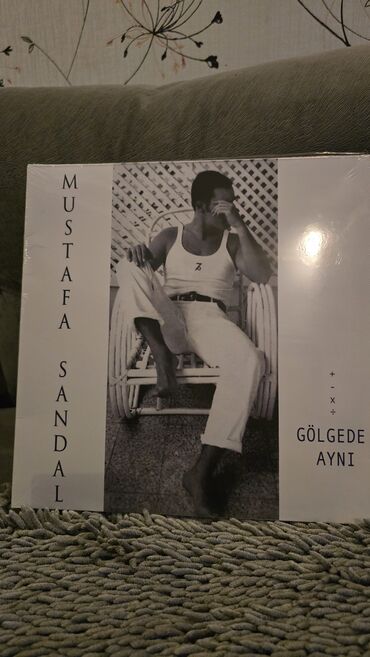 MUSTAFA SANDAL
+
-
x
÷
GÖLGEDE
AYNI